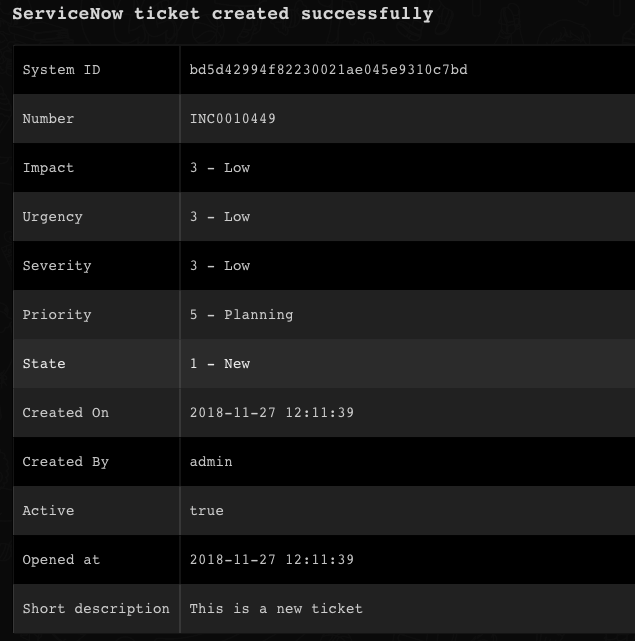 ServiceNow ticket created successfully
System ID bd5d42994f82230021ae045e9310c7bd
Number INC0010449
Impact 3 - Low
Urgency 3 - Low
Severity 3 - Low
Priority 5 - Planning
State 1 - New
Created On 2018-11-27 12:11:39
Created By admin
Active true
Opened at 2018-11-27 12:11:39
Short description This is a new ticket